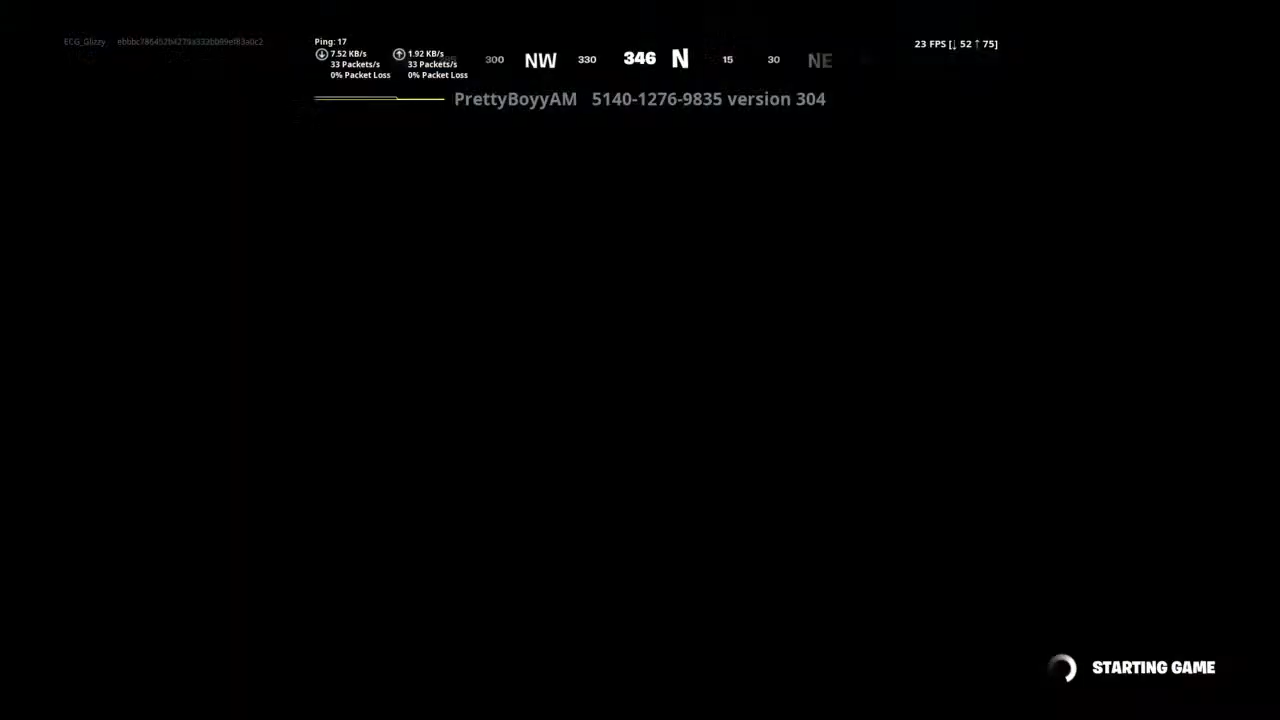 ECG_Glizzy
Ping: 17
7.52 KB/s 1.92 KB/s
33 Packets/s 33 Packets/s
0% Packet Loss 0% Packet Loss
300 NW 330 346 N 15 30 NE
23 FPS [↓ 52 ↑ 75]
PrettyBoyyAM 5140-1276-9835 version 304
STARTING GAME